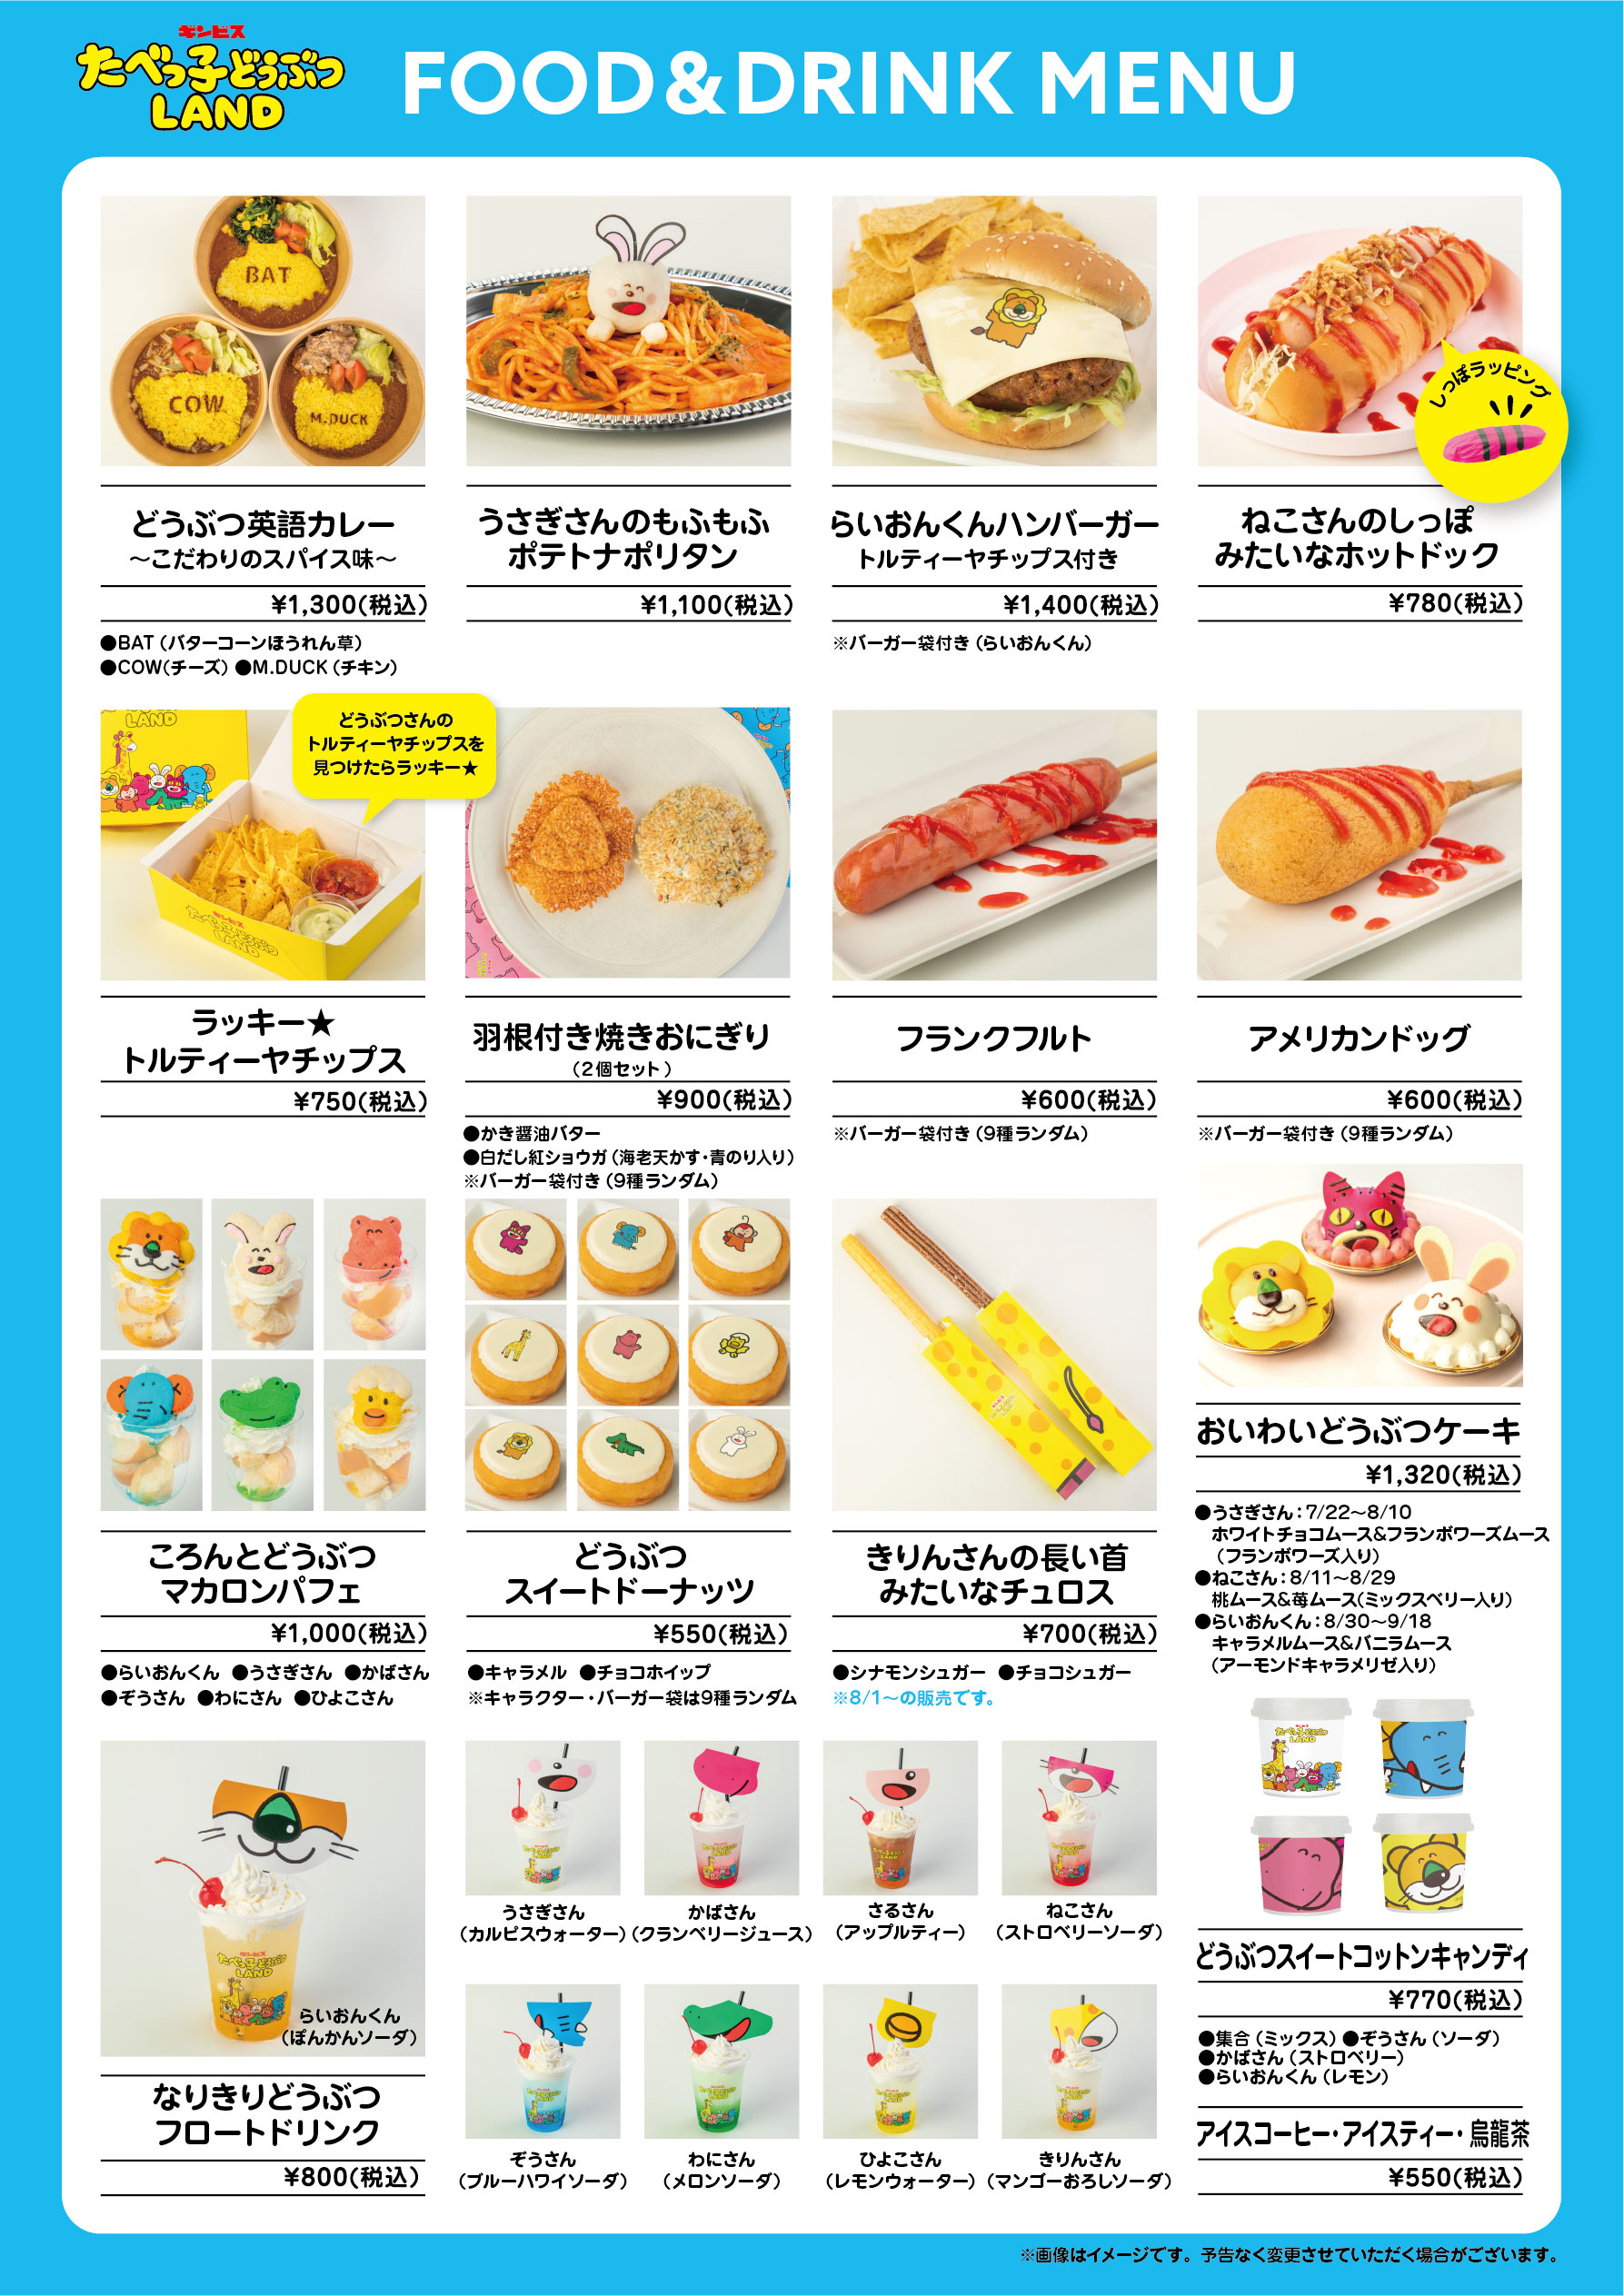 ギンビス
たべっ子どうぶつ
LAND
FOOD&DRINK MENU
BAT
COW
M.DUCK
しっぽラッピング
どうぶつ英語カレー
～こだわりのスパイス味～
¥1,300(税込)
●BAT（バターコーンほうれん草）
●COW(チーズ) ●M.DUCK（チキン）
うさぎさんのもふもふ
ポテトナポリタン
¥1,100(税込)
らいおんくんハンバーガー
トルティーヤチップス付き
¥1,400(税込)
※バーガー袋付き（らいおんくん）
ねこさんのしっぽ
みたいなホットドック
¥780(税込)
LAND
どうぶつさんの
トルティーヤチップスを
見つけたらラッキー★
ギンビス
たべっ子どうぶつ
LAND
ラッキー★
トルティーヤチップス
¥750(税込)
羽根付き焼きおにぎり
（2個セット）
¥900(税込)
●かき醤油バター
●白だし紅ショウガ（海老天かす・青のり入り）
※バーガー袋付き（9種ランダム）
フランクフルト
¥600(税込)
※バーガー袋付き（9種ランダム）
アメリカンドッグ
¥600(税込)
※バーガー袋付き（9種ランダム）
ころんとどうぶつ
マカロンパフェ
¥1,000(税込)
●らいおんくん ●うさぎさん ●かばさん
●ぞうさん ●わにさん ●ひよこさん
どうぶつ
スイートドーナッツ
¥550(税込)
●キャラメル ●チョコホイップ
※キャラクター・バーガー袋は9種ランダム
きりんさんの長い首
みたいなチュロス
¥700(税込)
●シナモンシュガー ●チョコシュガー
※8/1～の販売です。
おいわいどうぶつケーキ
¥1,320(税込)
●うさぎさん：7/22～8/10
ホワイトチョコムース&フランボワーズムース
（フランボワーズ入り）
●ねこさん：8/11～8/29
桃ムース&苺ムース(ミックスベリー入り)
●らいおんくん：8/30～9/18
キャラメルムース&バニラムース
（アーモンドキャラメリゼ入り）
ギンビス
たべっ子どうぶつ
LAND
らいおんくん
（ぽんかんソーダ）
なりきりどうぶつ
フロートドリンク
¥800(税込)
うさぎさん
（カルピスウォーター）
かばさん
（クランベリージュース）
さるさん
（アップルティー）
ねこさん
（ストロベリーソーダ）
ぞうさん
（ブルーハワイソーダ）
わにさん
（メロンソーダ）
ひよこさん
（レモンウォーター）
きりんさん
（マンゴーおろしソーダ）
ギンビス
たべっ子どうぶつ
LAND
どうぶつスイートコットンキャンディ
¥770(税込)
●集合（ミックス）●ぞうさん（ソーダ）
●かばさん（ストロベリー）
●らいおんくん（レモン）
アイスコーヒー・アイスティー・烏龍茶
¥550(税込)
※画像はイメージです。予告なく変更させていただく場合がございます。